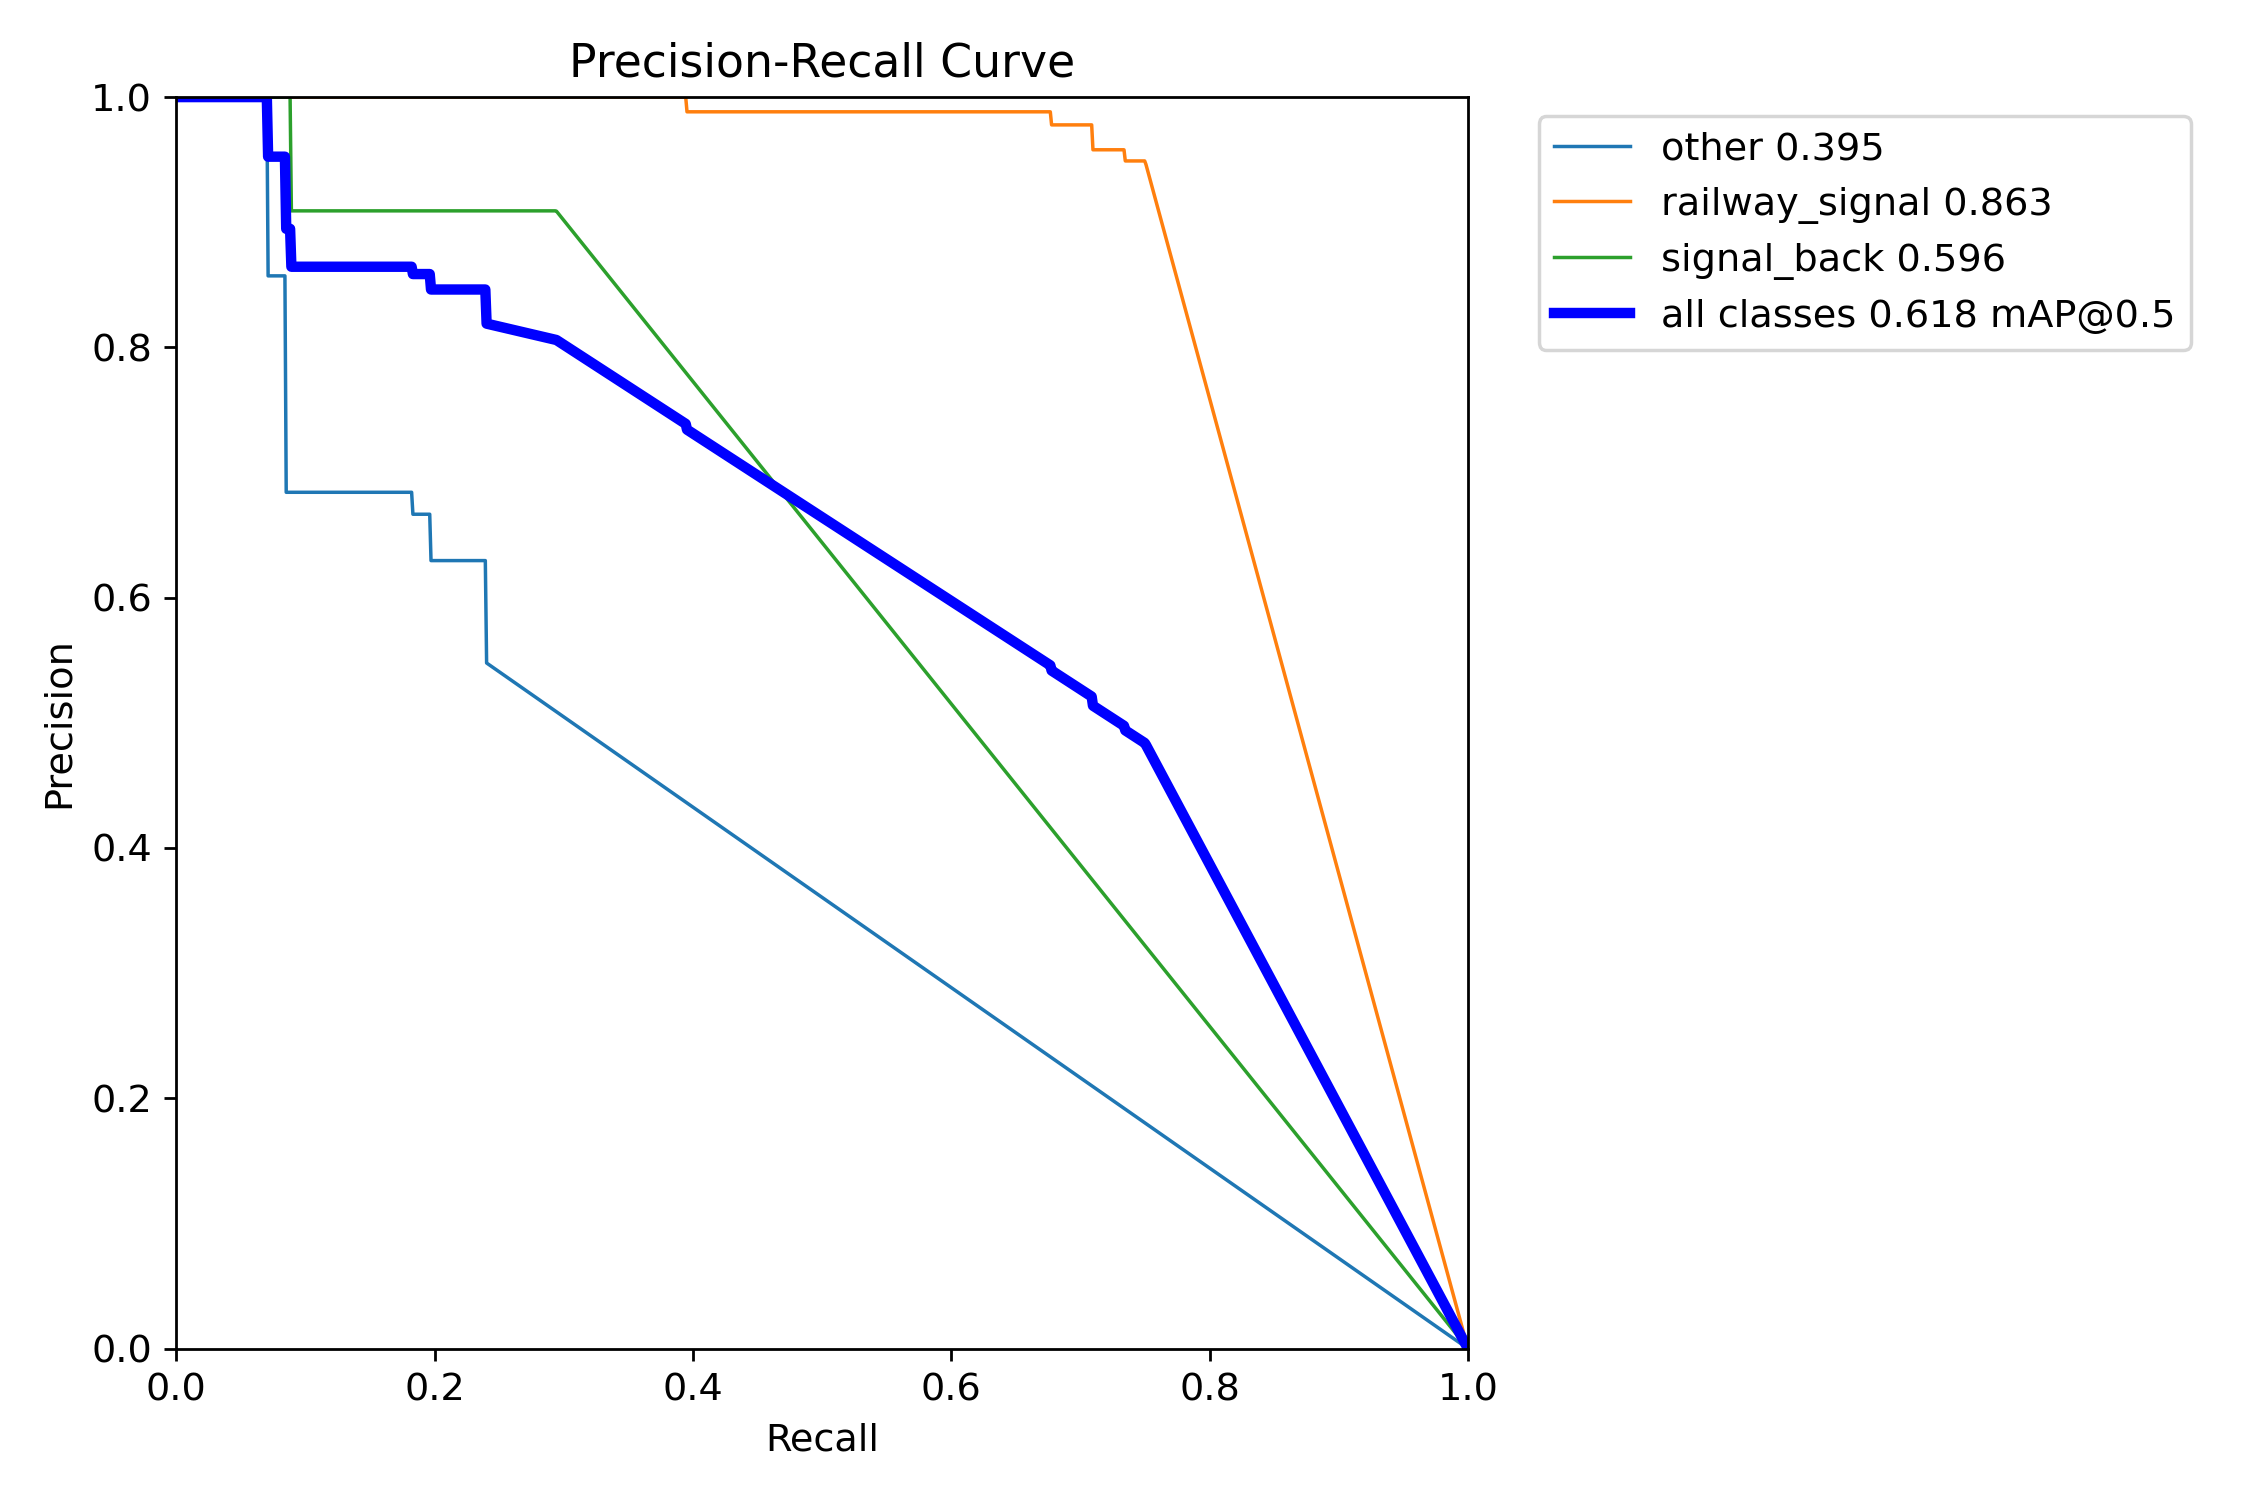 Precision-Recall Curve
1.0
0.8
0.6
0.4
0.2
0.0
Precision
0.0 0.2 0.4 0.6 0.8 1.0
Recall
other 0.395
railway_signal 0.863
signal_back 0.596
all classes 0.618 mAP@0.5